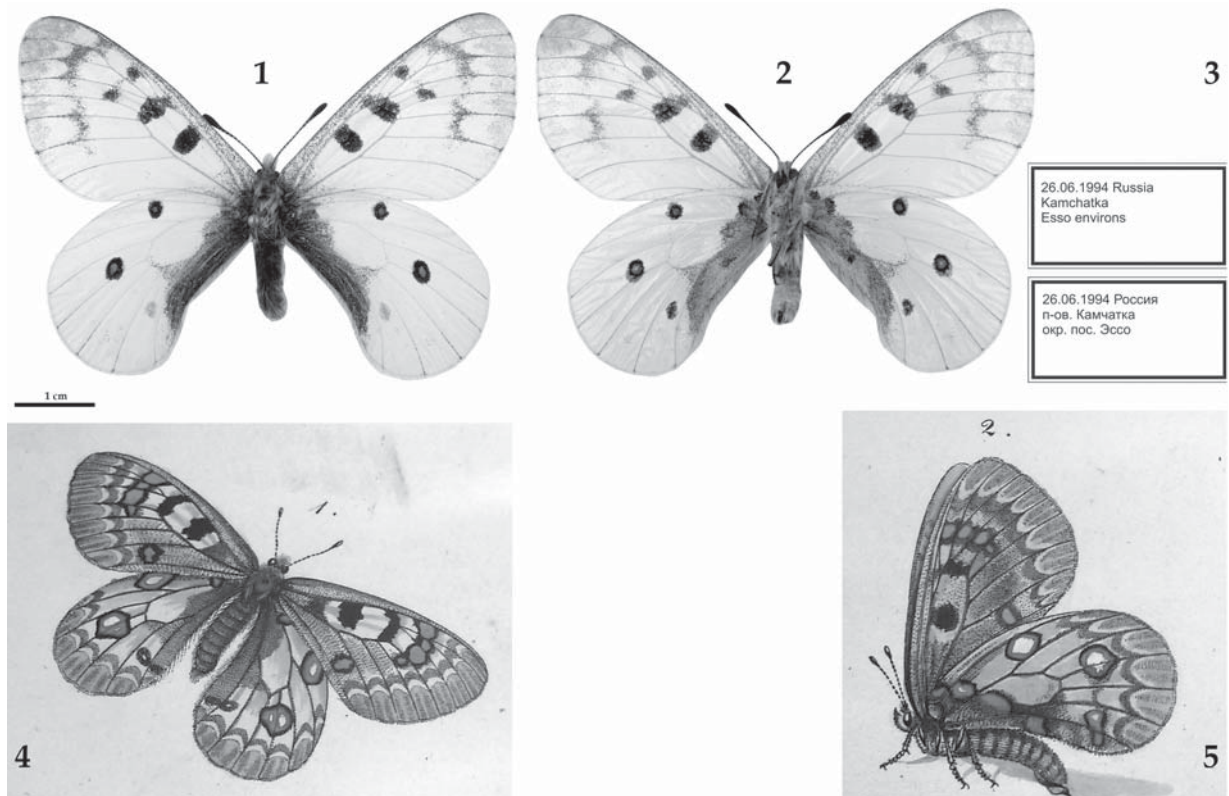 1
2
3
26.06.1994 Russia
Kamchatka
Esso environs
26.06.1994 Россия
п-ов. Камчатка
окр. пос. Эссо
1 cm
1.
2.
4
5